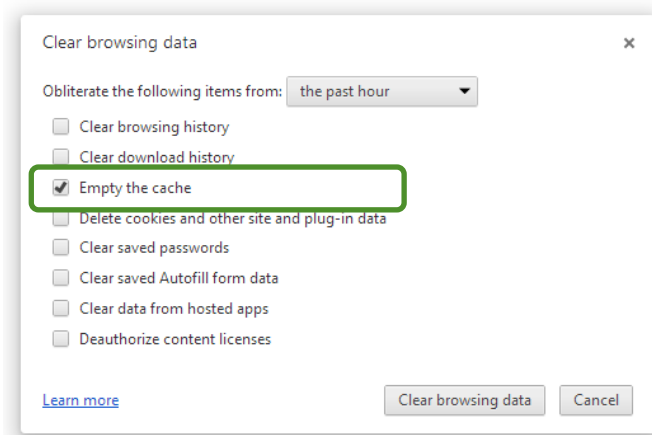 Clear browsing data
Obliterate the following items from: the past hour
Clear browsing history
Clear download history
Empty the cache
Delete cookies and other site and plug-in data
Clear saved passwords
Clear saved Autofill form data
Clear data from hosted apps
Deauthorize content licenses
Learn more Clear browsing data Cancel